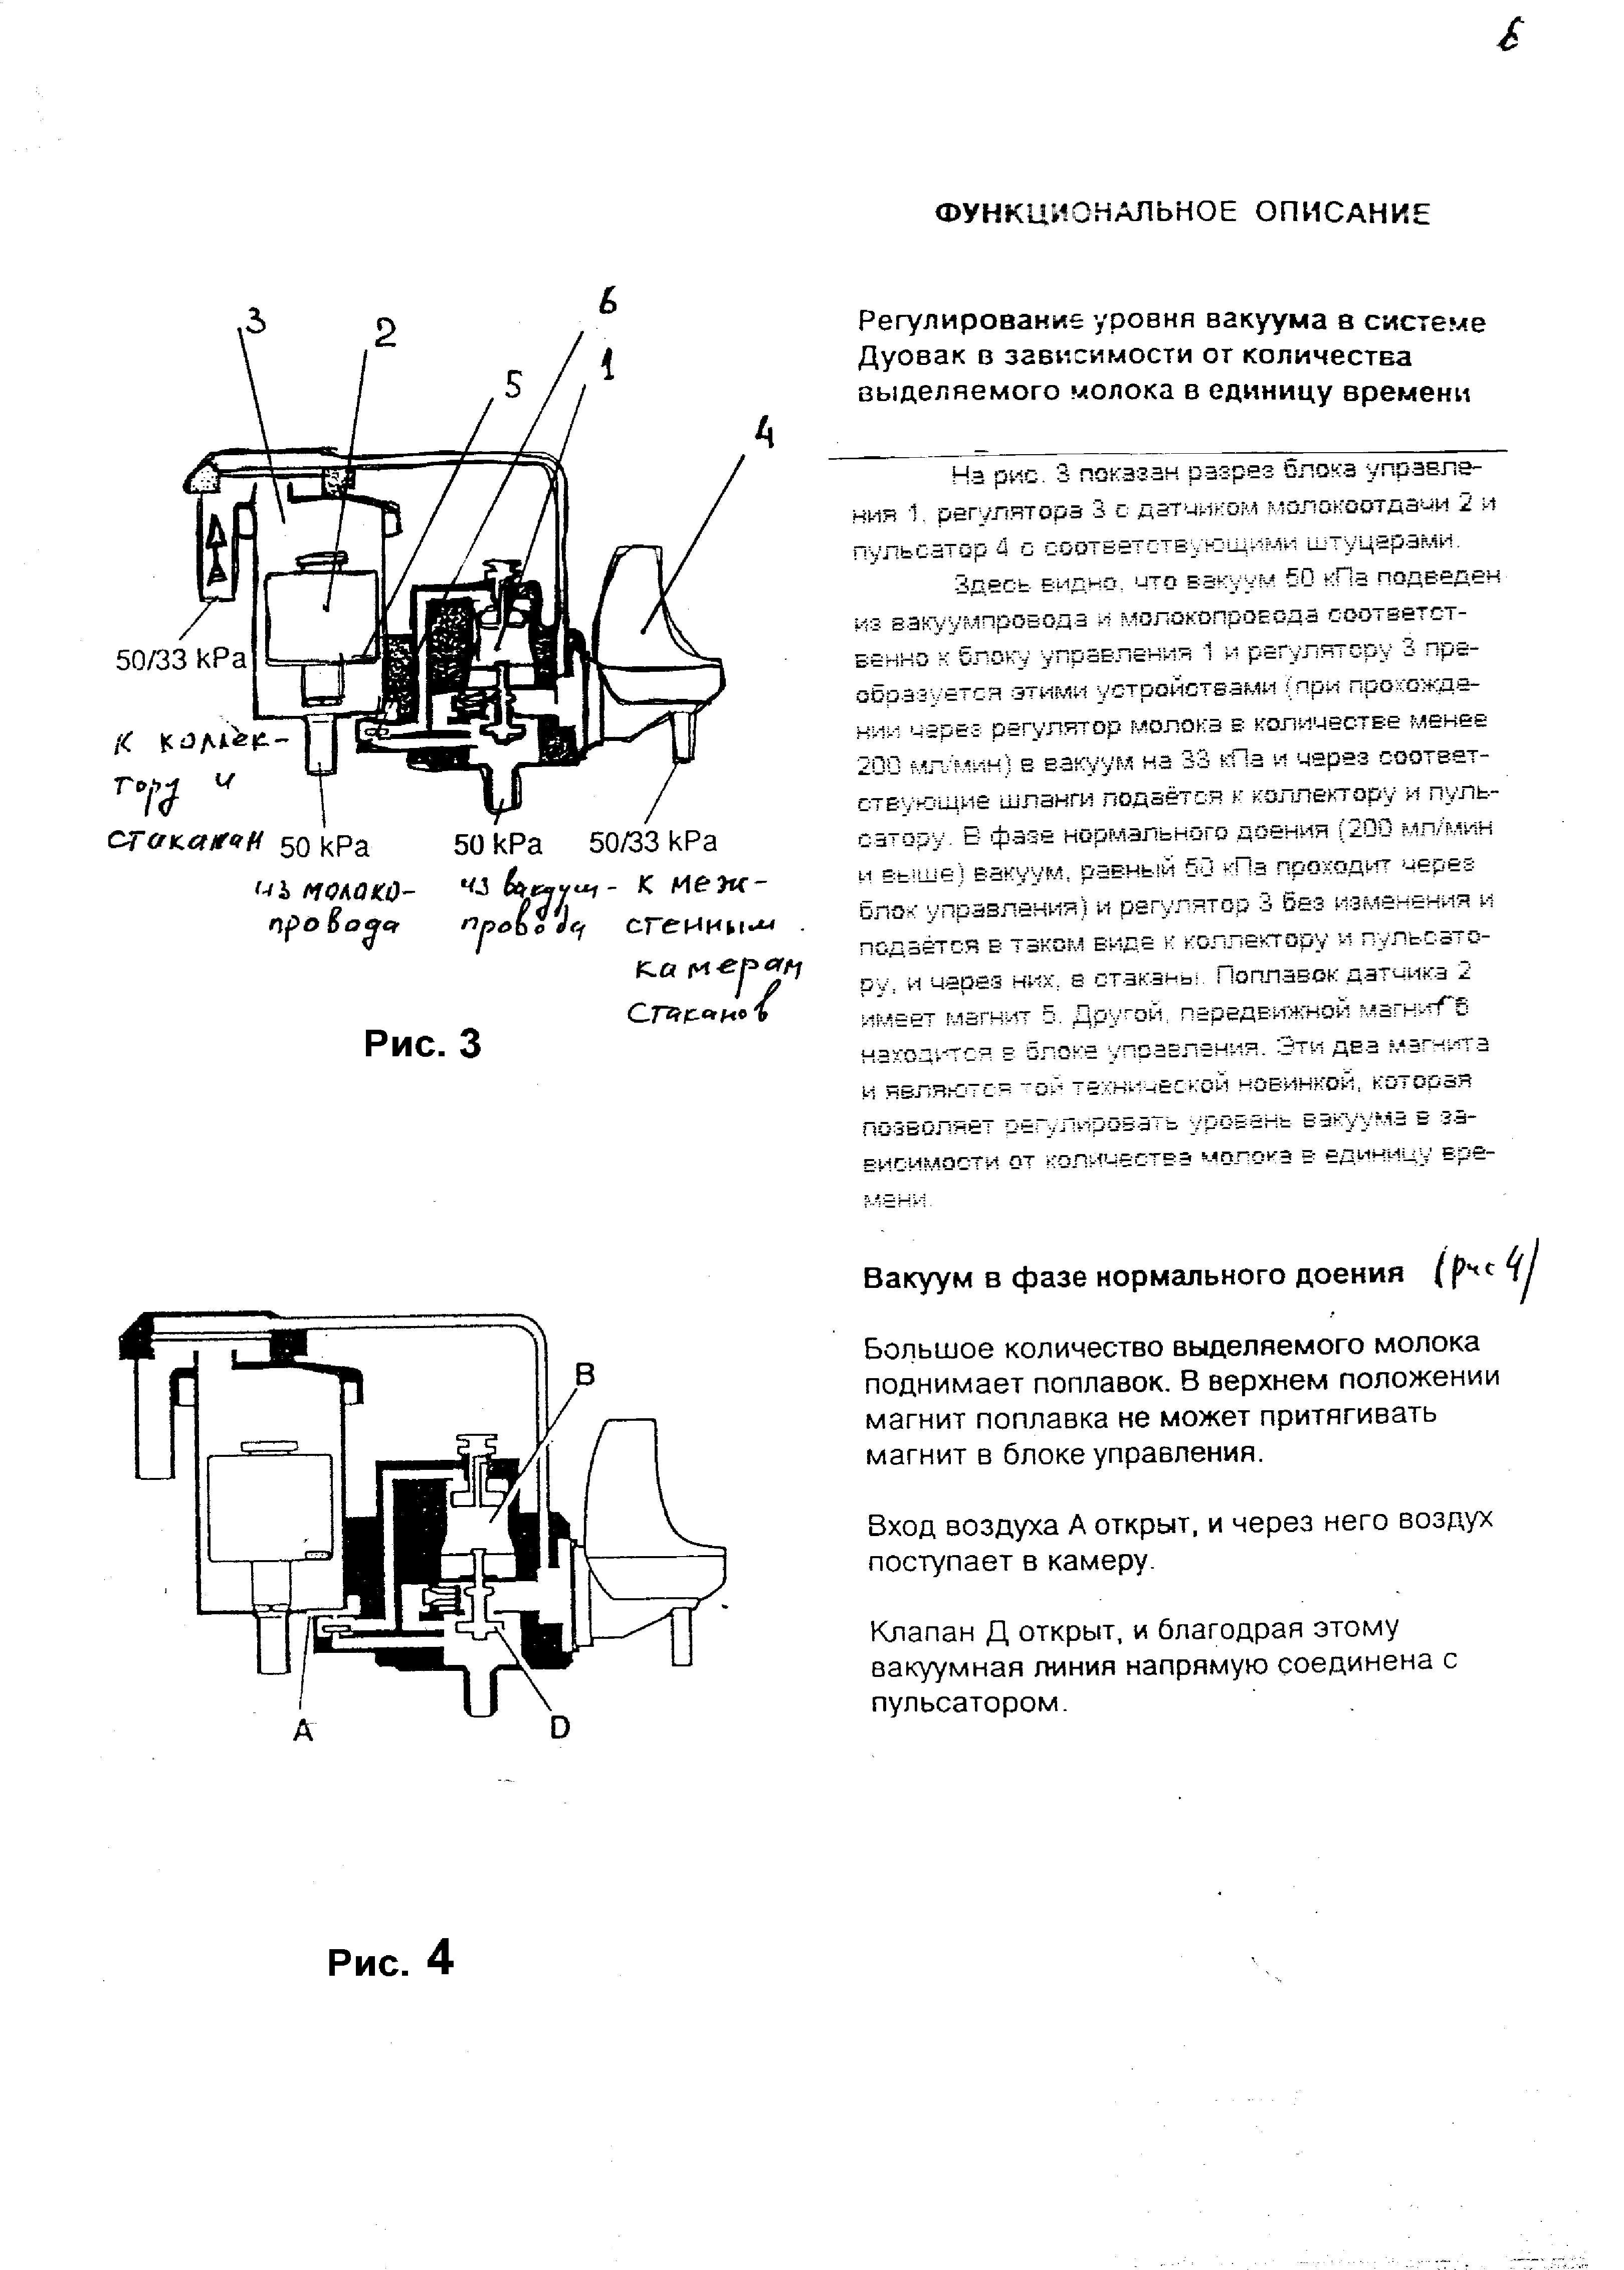 6
ФУНКЦИОНАЛЬНОЕ ОПИСАНИЕ
Регулирование уровня вакуума в системе
Дуовак в зависимости от количества
выделяемого молока в единицу времени
На рис. 3 показан разрез блока управле-
ния 1, регулятора 3 с датчиком молокоотдачи 2 и
пульсатор 4 с соответствующими штуцерами.
Здесь видно, что вакуум 50 кПа подведен
из вакуумпровода и молокопровода соответст-
венно к блоку управления 1 и регулятору 3 пре-
образуется этими устройствами (при прохожде-
нии через регулятор молока в количестве менее
200 мл/мин) в вакуум на 33 кПа и через соответ-
ствующие шланги подаётся к коллектору и пуль-
сатору. В фазе нормального доения (200 мл/мин
и выше) вакуум, равный 50 кПа проходит через
блок управления) и регулятор 3 без изменения и
подаётся в таком виде к коллектору и пульсато-
ру, и через них, в стаканы. Поплавок датчика 2
имеет магнит 5. Другой, передвижной магнит 6
находится в блоке управления. Эти два магнита
и являются той технической новинкой, которая
позволяет регулировать уровень вакуума в за-
висимости от количества молока в единицу вре-
мени.
3
2
5
6
1
4
50/33 kPa
к коллек-
тору и
стаканам
50 kPa
из молоко-
провода
50 kPa
из вакуум-
провода
50/33 kPa
к меж-
стенным
камерам
стаканов
Рис. 3
Вакуум в фазе нормального доения (рис 4)
Большое количество выделяемого молока
поднимает поплавок. В верхнем положении
магнит поплавка не может притягивать
магнит в блоке управления.
Вход воздуха А открыт, и через него воздух
поступает в камеру.
Клапан Д открыт, и благодрая этому
вакуумная линия напрямую соединена с
пульсатором.
B
A
D
Рис. 4